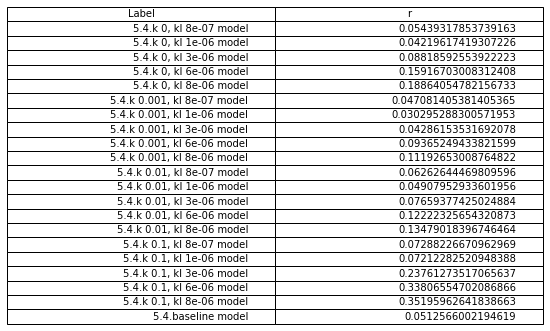 Label r
5.4.k 0, kl 8e-07 model 0.05439317853739163
5.4.k 0, kl 1e-06 model 0.04219617419307226
5.4.k 0, kl 3e-06 model 0.08818592553922223
5.4.k 0, kl 6e-06 model 0.15916703008312408
5.4.k 0, kl 8e-06 model 0.18864054782156733
5.4.k 0.001, kl 8e-07 model 0.047081405381405365
5.4.k 0.001, kl 1e-06 model 0.030295288300571953
5.4.k 0.001, kl 3e-06 model 0.04286153531692078
5.4.k 0.001, kl 6e-06 model 0.09365249433821599
5.4.k 0.001, kl 8e-06 model 0.11192653008764822
5.4.k 0.01, kl 8e-07 model 0.06262644469809596
5.4.k 0.01, kl 1e-06 model 0.04907952933601956
5.4.k 0.01, kl 3e-06 model 0.07659377425024884
5.4.k 0.01, kl 6e-06 model 0.12222325654320873
5.4.k 0.01, kl 8e-06 model 0.13479018396746464
5.4.k 0.1, kl 8e-07 model 0.07288226670962969
5.4.k 0.1, kl 1e-06 model 0.07212282520948388
5.4.k 0.1, kl 3e-06 model 0.23761273517065637
5.4.k 0.1, kl 6e-06 model 0.33806554702086866
5.4.k 0.1, kl 8e-06 model 0.35195962641838663
5.4.baseline model 0.0512566002194619